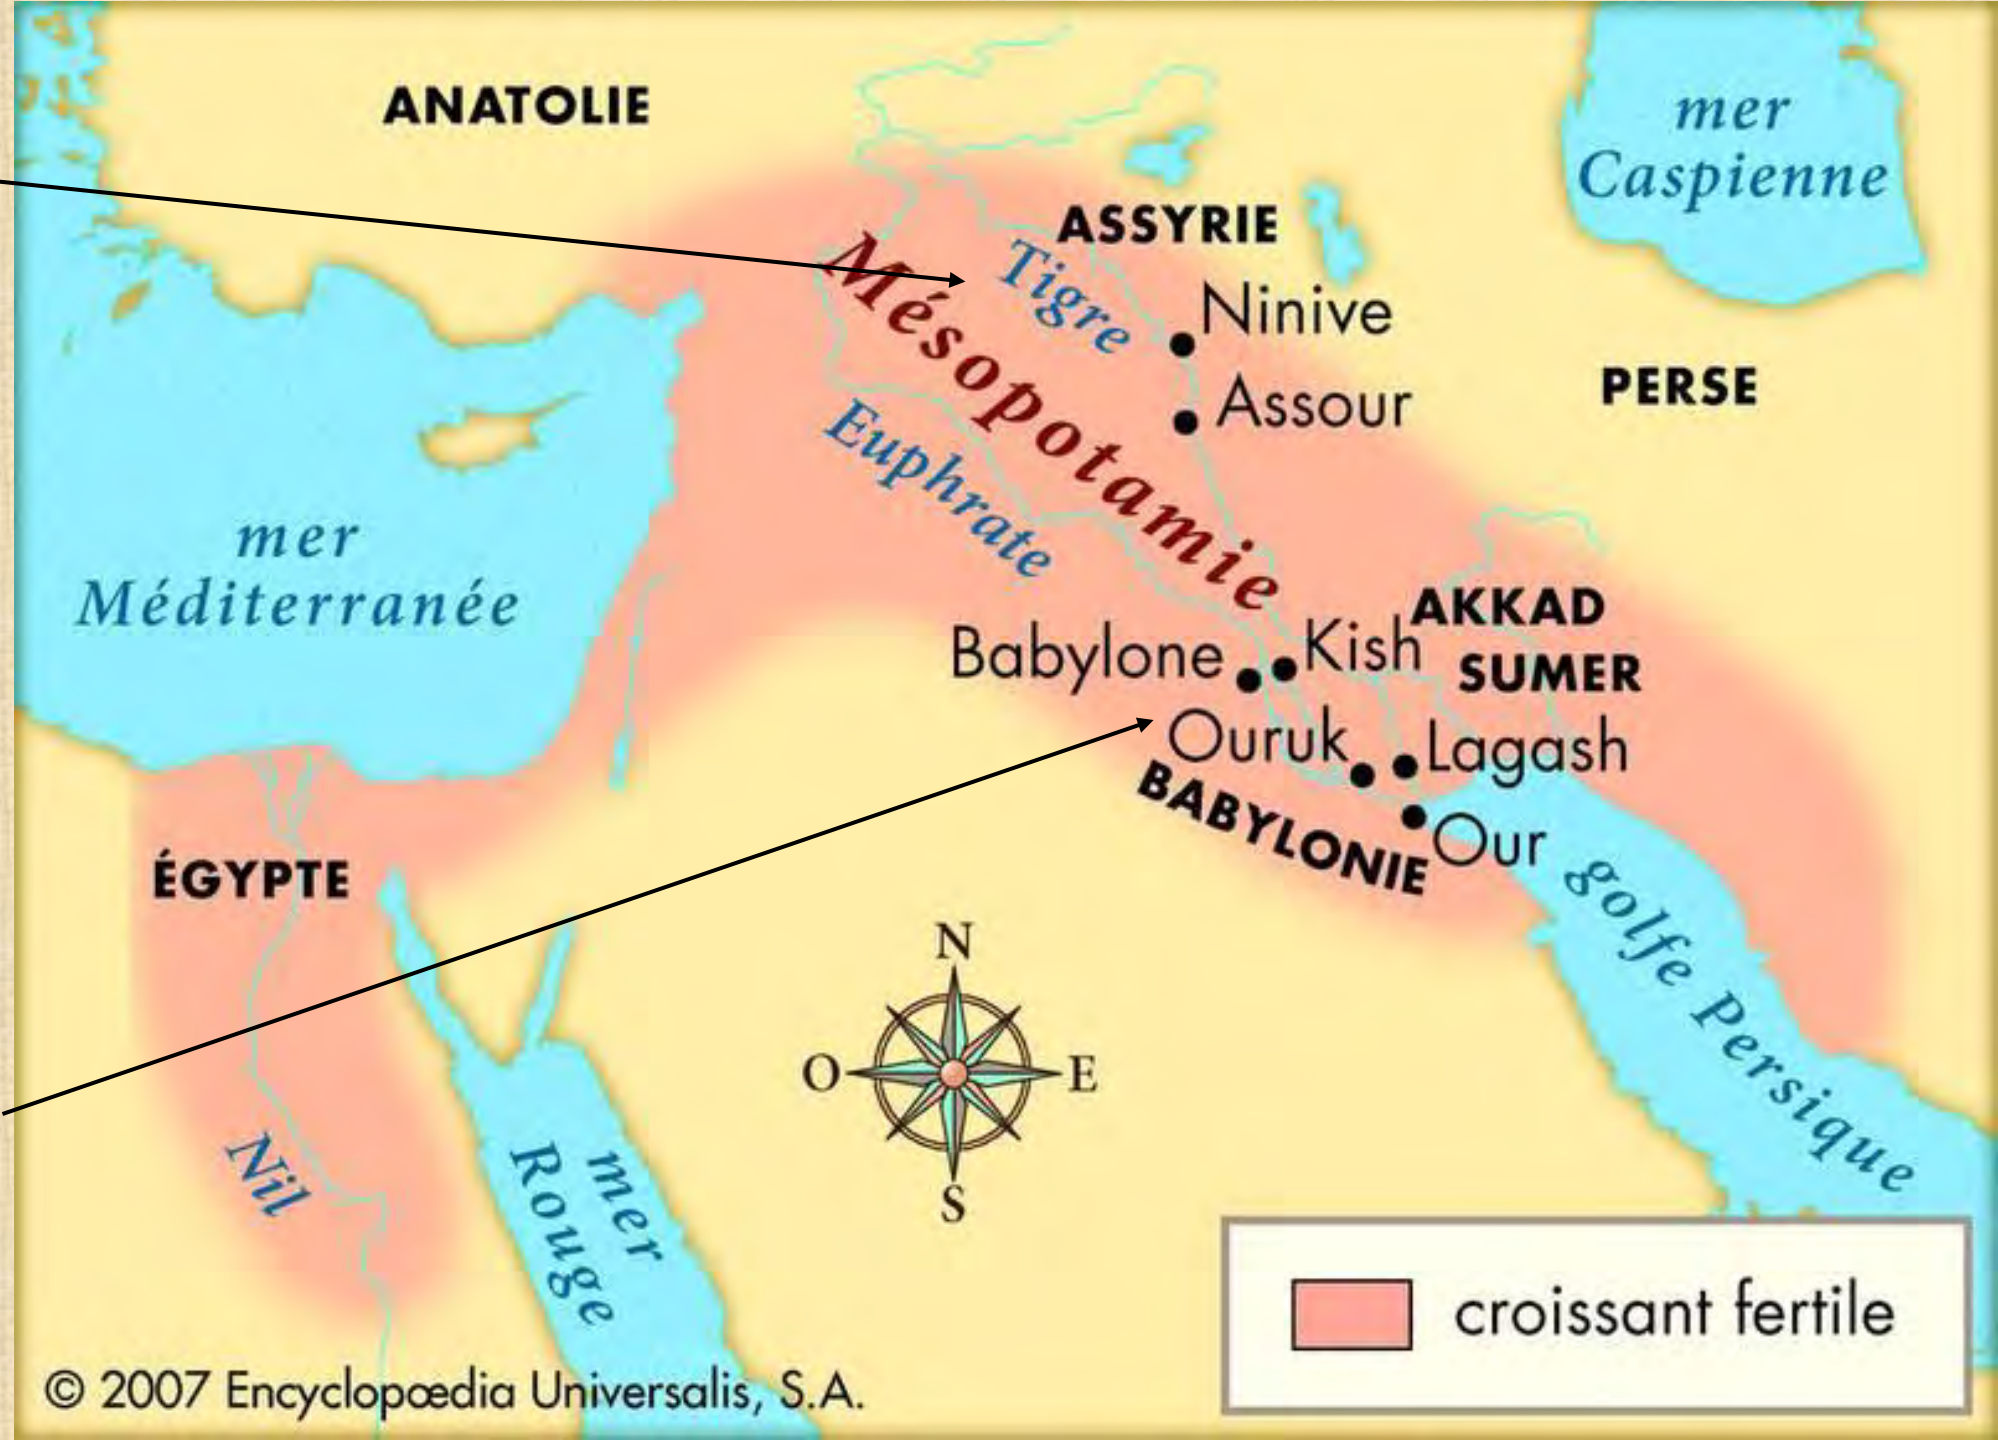 ANATOLIE
mer
Caspienne
ASSYRIE
Tigre
Mésopotamie
Ninive
PERSE
Assour
Euphrate
mer
Méditerranée
AKKAD
Babylone
Kish
SUMER
Ouruk
Lagash
BABYLONIE
Our
ÉGYPTE
golfe Persique
N
O
E
S
Nil
mer
Rouge
croissant fertile
© 2007 Encyclopædia Universalis, S.A.